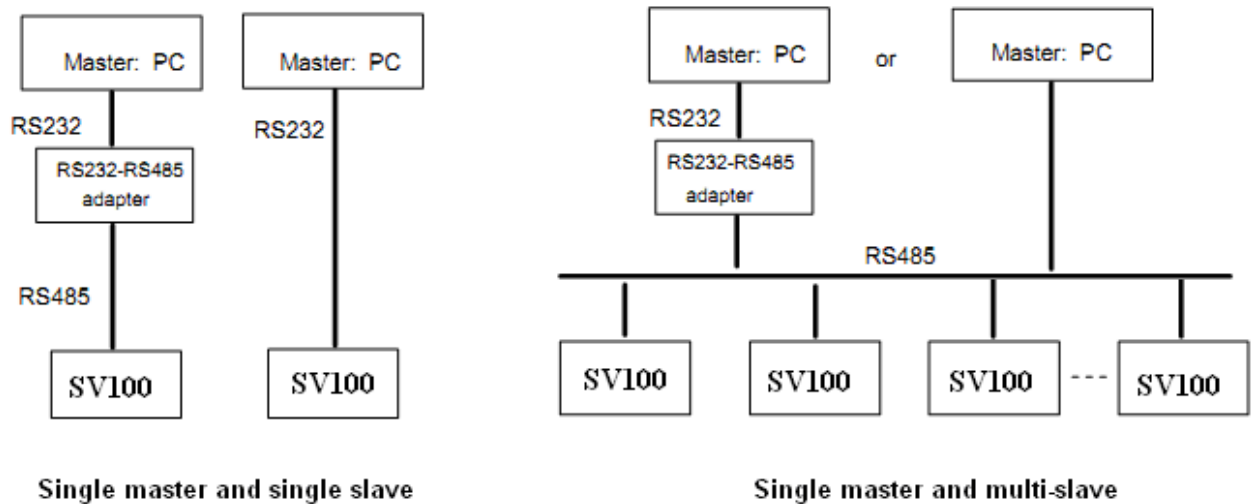 Master: PC
Master: PC
RS232
RS232
RS232-RS485
adapter
RS485
SV100
SV100
Single master and single slave
Master: PC
or
Master: PC
RS232
RS232-RS485
adapter
RS485
SV100
SV100
SV100
---
SV100
Single master and multi-slave